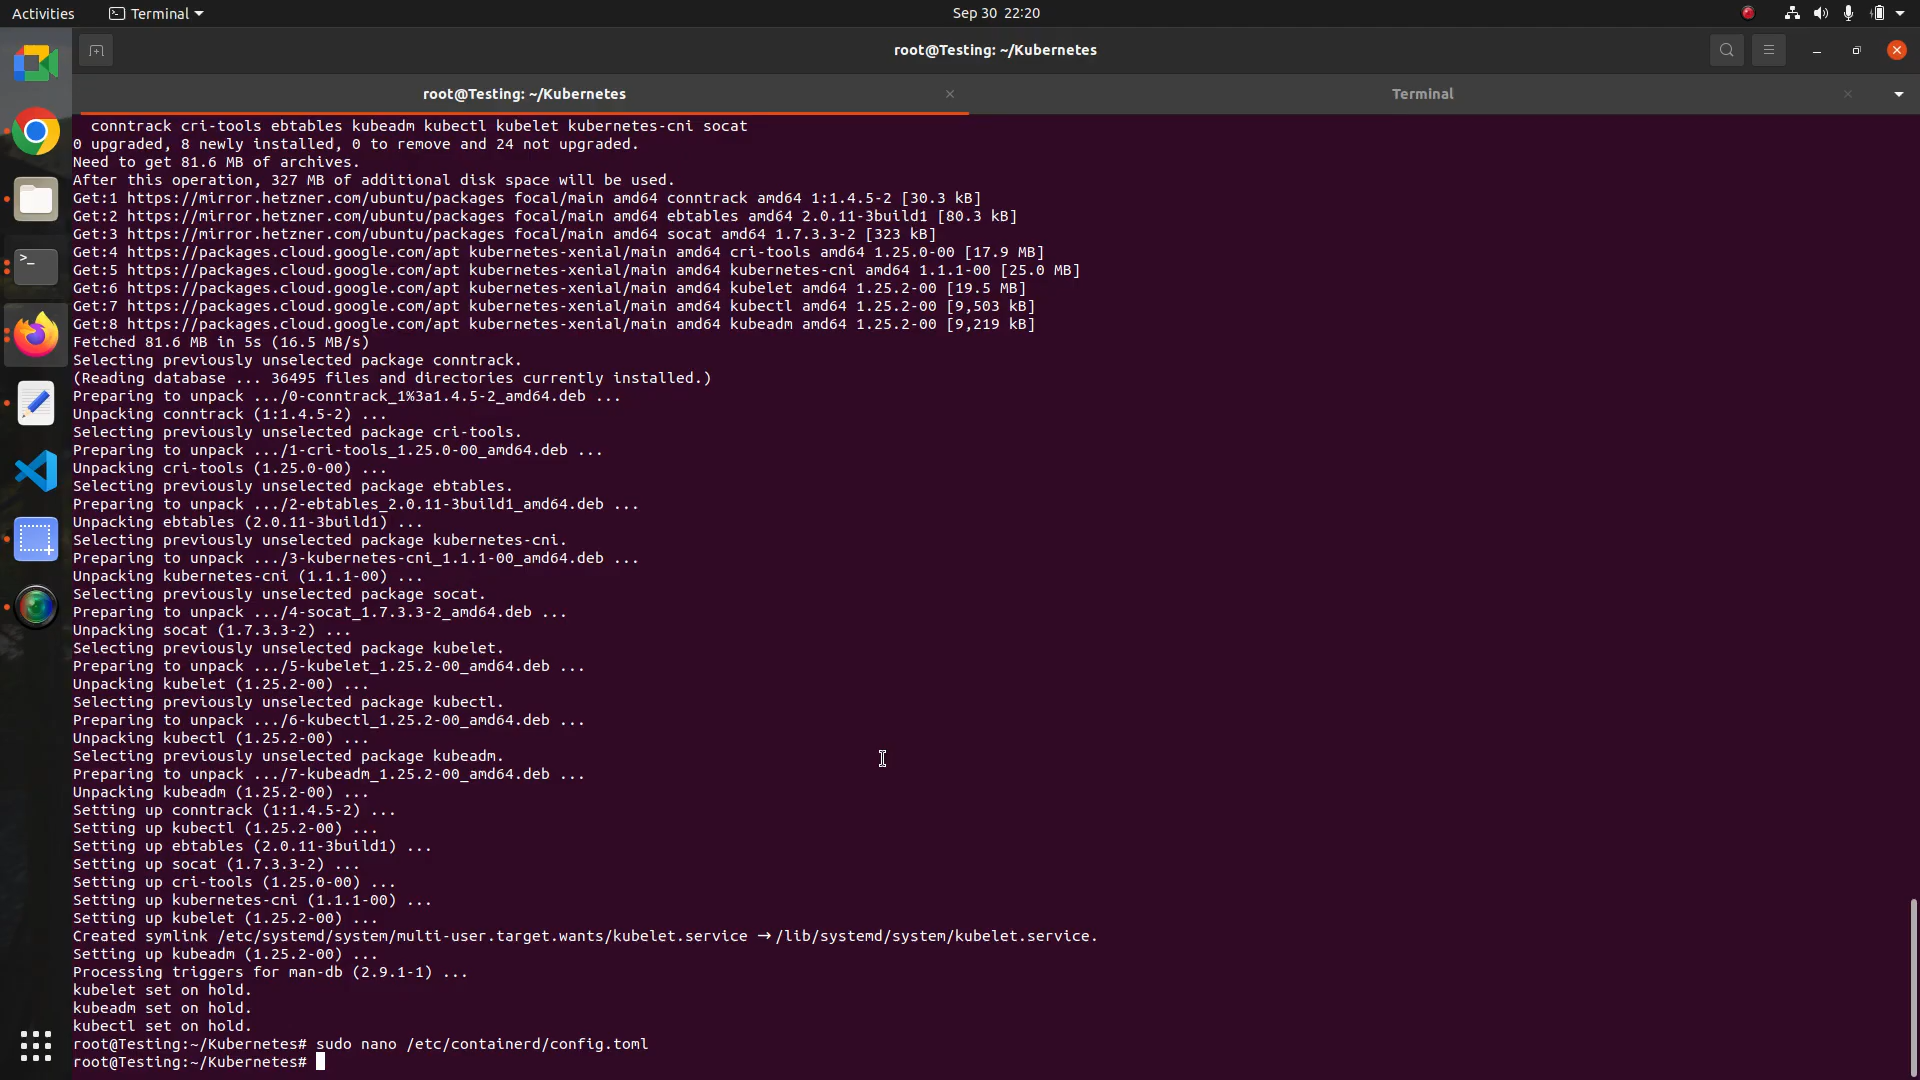 Activities
Terminal
Sep 30 22:20
root@Testing: ~/Kubernetes
root@Testing: ~/Kubernetes
Terminal
conntrack cri-tools ebtables kubeadm kubectl kubelet kubernetes-cni socat
0 upgraded, 8 newly installed, 0 to remove and 24 not upgraded.
Need to get 81.6 MB of archives.
After this operation, 327 MB of additional disk space will be used.
Get:1 https://mirror.hetzner.com/ubuntu/packages focal/main amd64 conntrack amd64 1:1.4.5-2 [30.3 kB]
Get:2 https://mirror.hetzner.com/ubuntu/packages focal/main amd64 ebtables amd64 2.0.11-3build1 [80.3 kB]
Get:3 https://mirror.hetzner.com/ubuntu/packages focal/main amd64 socat amd64 1.7.3.3-2 [323 kB]
Get:4 https://packages.cloud.google.com/apt kubernetes-xenial/main amd64 cri-tools amd64 1.25.0-00 [17.9 MB]
Get:5 https://packages.cloud.google.com/apt kubernetes-xenial/main amd64 kubernetes-cni amd64 1.1.1-00 [25.0 MB]
Get:6 https://packages.cloud.google.com/apt kubernetes-xenial/main amd64 kubelet amd64 1.25.2-00 [19.5 MB]
Get:7 https://packages.cloud.google.com/apt kubernetes-xenial/main amd64 kubectl amd64 1.25.2-00 [9,503 kB]
Get:8 https://packages.cloud.google.com/apt kubernetes-xenial/main amd64 kubeadm amd64 1.25.2-00 [9,219 kB]
Fetched 81.6 MB in 5s (16.5 MB/s)
Selecting previously unselected package conntrack.
(Reading database ... 36495 files and directories currently installed.)
Preparing to unpack .../0-conntrack_1%3a1.4.5-2_amd64.deb ...
Unpacking conntrack (1:1.4.5-2) ...
Selecting previously unselected package cri-tools.
Preparing to unpack .../1-cri-tools_1.25.0-00_amd64.deb ...
Unpacking cri-tools (1.25.0-00) ...
Selecting previously unselected package ebtables.
Preparing to unpack .../2-ebtables_2.0.11-3build1_amd64.deb ...
Unpacking ebtables (2.0.11-3build1) ...
Selecting previously unselected package kubernetes-cni.
Preparing to unpack .../3-kubernetes-cni_1.1.1-00_amd64.deb ...
Unpacking kubernetes-cni (1.1.1-00) ...
Selecting previously unselected package socat.
Preparing to unpack .../4-socat_1.7.3.3-2_amd64.deb ...
Unpacking socat (1.7.3.3-2) ...
Selecting previously unselected package kubelet.
Preparing to unpack .../5-kubelet_1.25.2-00_amd64.deb ...
Unpacking kubelet (1.25.2-00) ...
Selecting previously unselected package kubectl.
Preparing to unpack .../6-kubectl_1.25.2-00_amd64.deb ...
Unpacking kubectl (1.25.2-00) ...
Selecting previously unselected package kubeadm.
Preparing to unpack .../7-kubeadm_1.25.2-00_amd64.deb ...
Unpacking kubeadm (1.25.2-00) ...
Setting up conntrack (1:1.4.5-2) ...
Setting up kubectl (1.25.2-00) ...
Setting up ebtables (2.0.11-3build1) ...
Setting up socat (1.7.3.3-2) ...
Setting up cri-tools (1.25.0-00) ...
Setting up kubernetes-cni (1.1.1-00) ...
Setting up kubelet (1.25.2-00) ...
Created symlink /etc/systemd/system/multi-user.target.wants/kubelet.service → /lib/systemd/system/kubelet.service.
Setting up kubeadm (1.25.2-00) ...
Processing triggers for man-db (2.9.1-1) ...
kubelet set on hold.
kubeadm set on hold.
kubectl set on hold.
root@Testing:~/Kubernetes# sudo nano /etc/containerd/config.toml
root@Testing:~/Kubernetes#